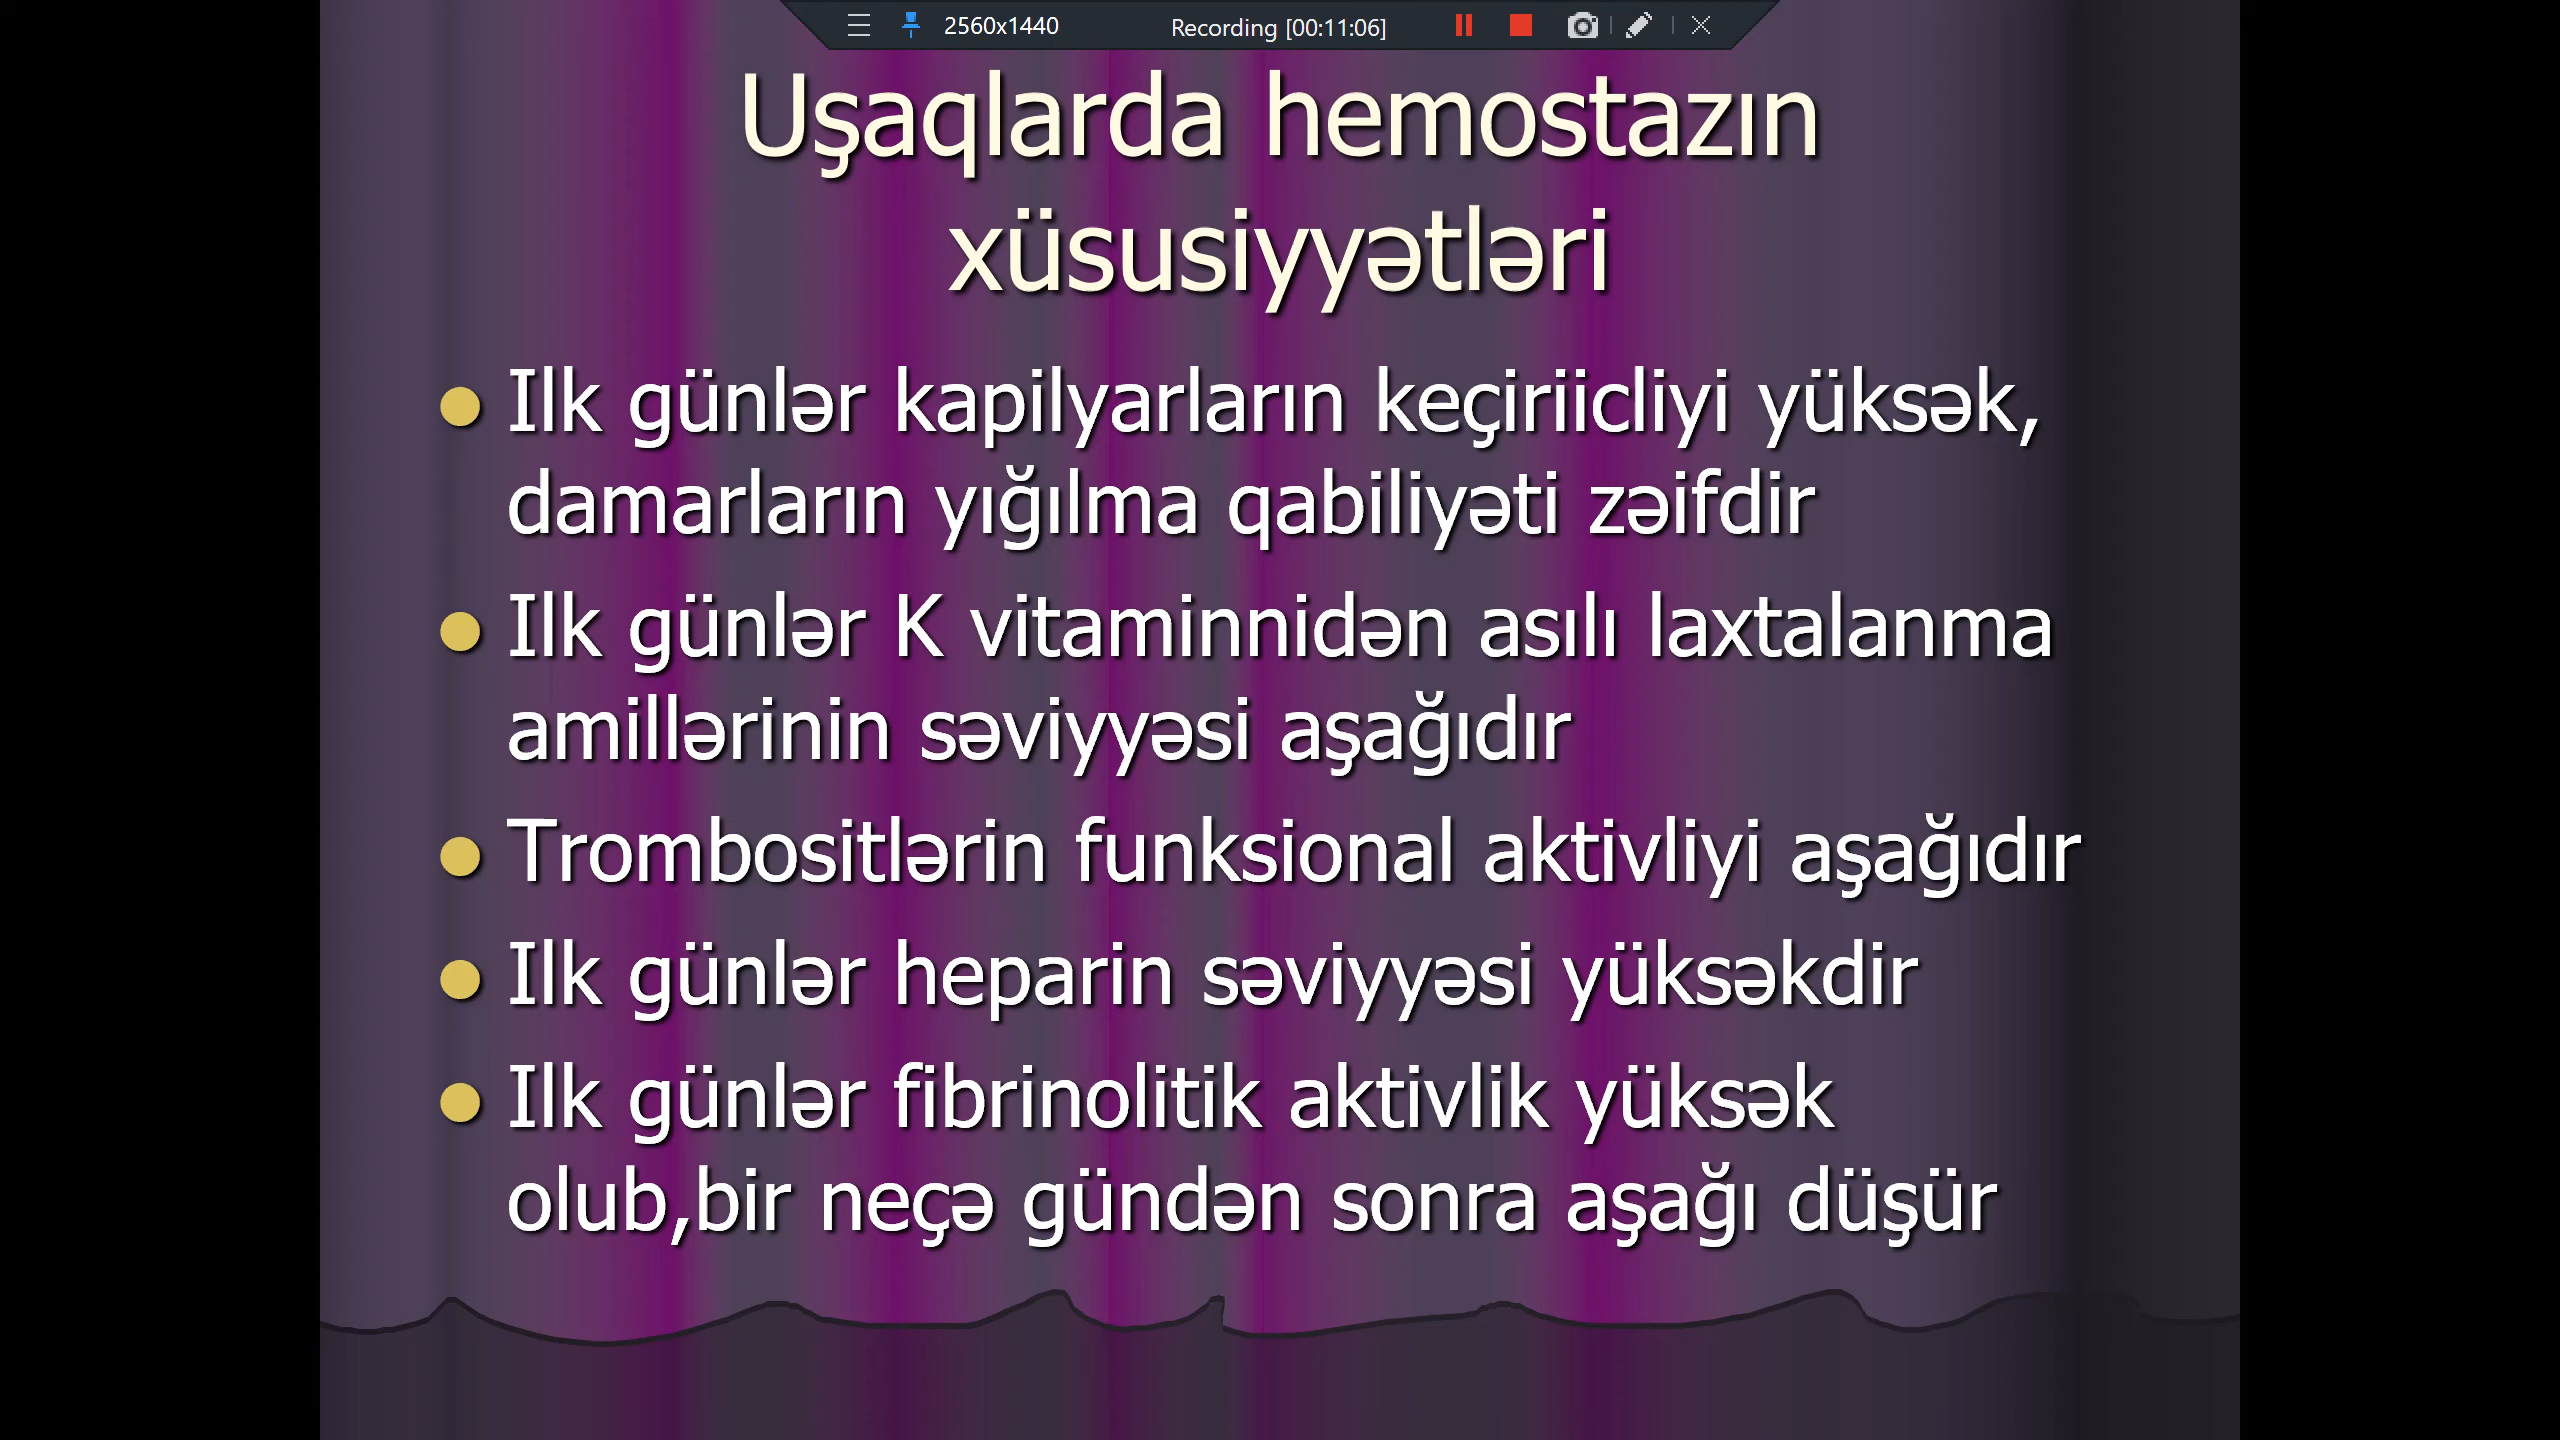 2560x1440 Recording [00:11:06]
Uşaqlarda hemostazın
xüsusiyyətləri
Ilk günlər kapilyarların keçiriicliyi yüksək,
damarların yığılma qabiliyəti zəifdir
Ilk günlər K vitaminnidən asılı laxtalanma
amillərinin səviyyəsi aşağıdır
Trombositlərin funksional aktivliyi aşağıdır
Ilk günlər heparin səviyyəsi yüksəkdir
Ilk günlər fibrinolitik aktivlik yüksək
olub,bir neçə gündən sonra aşağı düşür